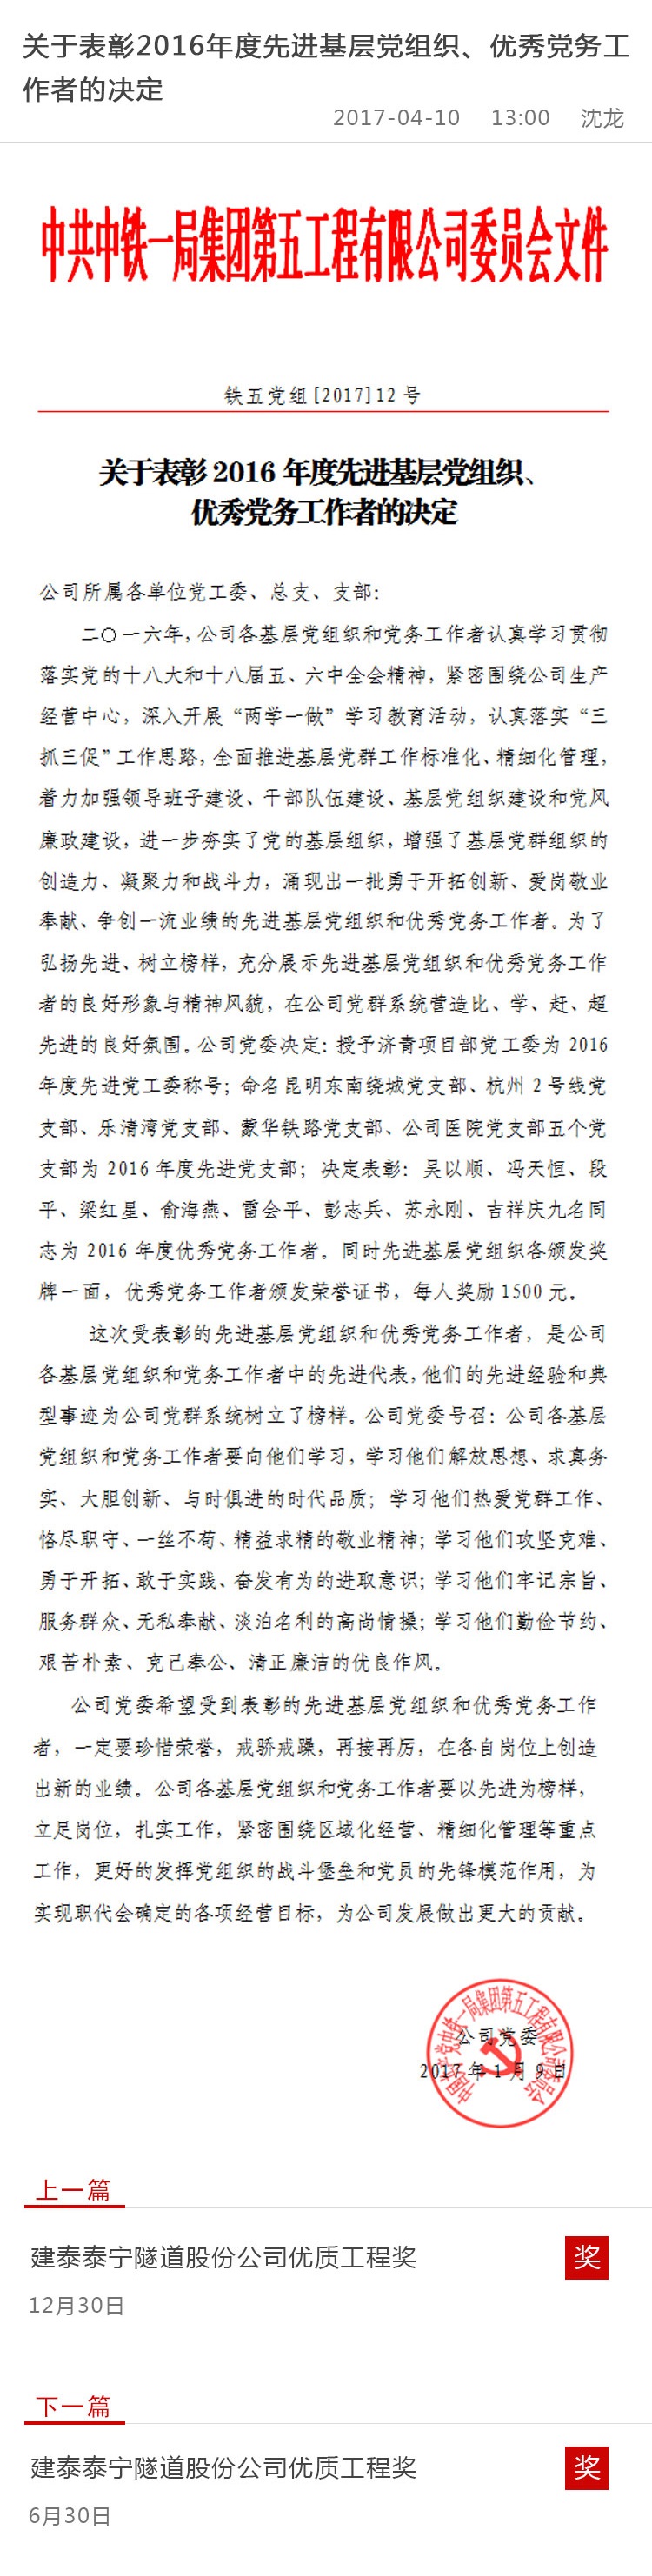 关于表彰2016年度先进基层党组织、优秀党务工
作者的决定
2017-04-10 13:00 沈龙
中共中铁一局集团第五工程有限公司委员会文件
铁五党组[2017]12号
关于表彰 2016 年度先进基层党组织、
优秀党务工作者的决定
公司所属各单位党工委、总支、支部：
二〇一六年，公司各基层党组织和党务工作者认真学习贯彻
落实党的十八大和十八届五、六中全会精神，紧密围绕公司生产
经营中心，深入开展“两学一做”学习教育活动，认真落实“三
抓三促”工作思路，全面推进基层党群工作标准化、精细化管理，
着力加强领导班子建设、干部队伍建设、基层党组织建设和党风
廉政建设，进一步夯实了党的基层组织，增强了基层党群组织的
创造力、凝聚力和战斗力，涌现出一批勇于开拓创新、爱岗敬业
奉献、争创一流业绩的先进基层党组织和优秀党务工作者。为了
弘扬先进、树立榜样，充分展示先进基层党组织和优秀党务工作
者的良好形象与精神风貌，在公司党群系统营造比、学、赶、超
先进的良好氛围。公司党委决定：授予济青项目部党工委为 2016
年度先进党工委称号；命名昆明东南绕城党支部、杭州 2 号线党
支部、乐清湾党支部、蒙华铁路党支部、公司医院党支部五个党
支部为 2016 年度先进党支部；决定表彰：吴以顺、冯天恒、段
平、梁红星、俞海燕、雷会平、彭志兵、苏永刚、吉祥庆九名同
志为 2016 年度优秀党务工作者。同时先进基层党组织各颁发奖
牌一面，优秀党务工作者颁发荣誉证书，每人奖励 1500 元。
这次受表彰的先进基层党组织和优秀党务工作者，是公司
各基层党组织和党务工作者中的先进代表，他们的先进经验和典
型事迹为公司党群系统树立了榜样。公司党委号召：公司各基层
党组织和党务工作者要向他们学习，学习他们解放思想、求真务
实、大胆创新、与时俱进的时代品质；学习他们热爱党群工作、
恪尽职守、一丝不苟、精益求精的敬业精神；学习他们攻坚克难、
勇于开拓、敢于实践、奋发有为的进取意识；学习他们牢记宗旨、
服务群众、无私奉献、淡泊名利的高尚情操；学习他们勤俭节约、
艰苦朴素、克己奉公、清正廉洁的优良作风。
公司党委希望受到表彰的先进基层党组织和优秀党务工作
者，一定要珍惜荣誉，戒骄戒躁，再接再厉，在各自岗位上创造
出新的业绩。公司各基层党组织和党务工作者要以先进为榜样，
立足岗位，扎实工作，紧密围绕区域化经营、精细化管理等重点
工作，更好的发挥党组织的战斗堡垒和党员的先锋模范作用，为
实现职代会确定的各项经营目标，为公司发展做出更大的贡献。
中国共产党中铁一局集团第五工程有限公司委员会
公司党委
2017 年 1 月 9 日
上一篇
建泰泰宁隧道股份公司优质工程奖 奖
12月30日
下一篇
建泰泰宁隧道股份公司优质工程奖 奖
6月30日